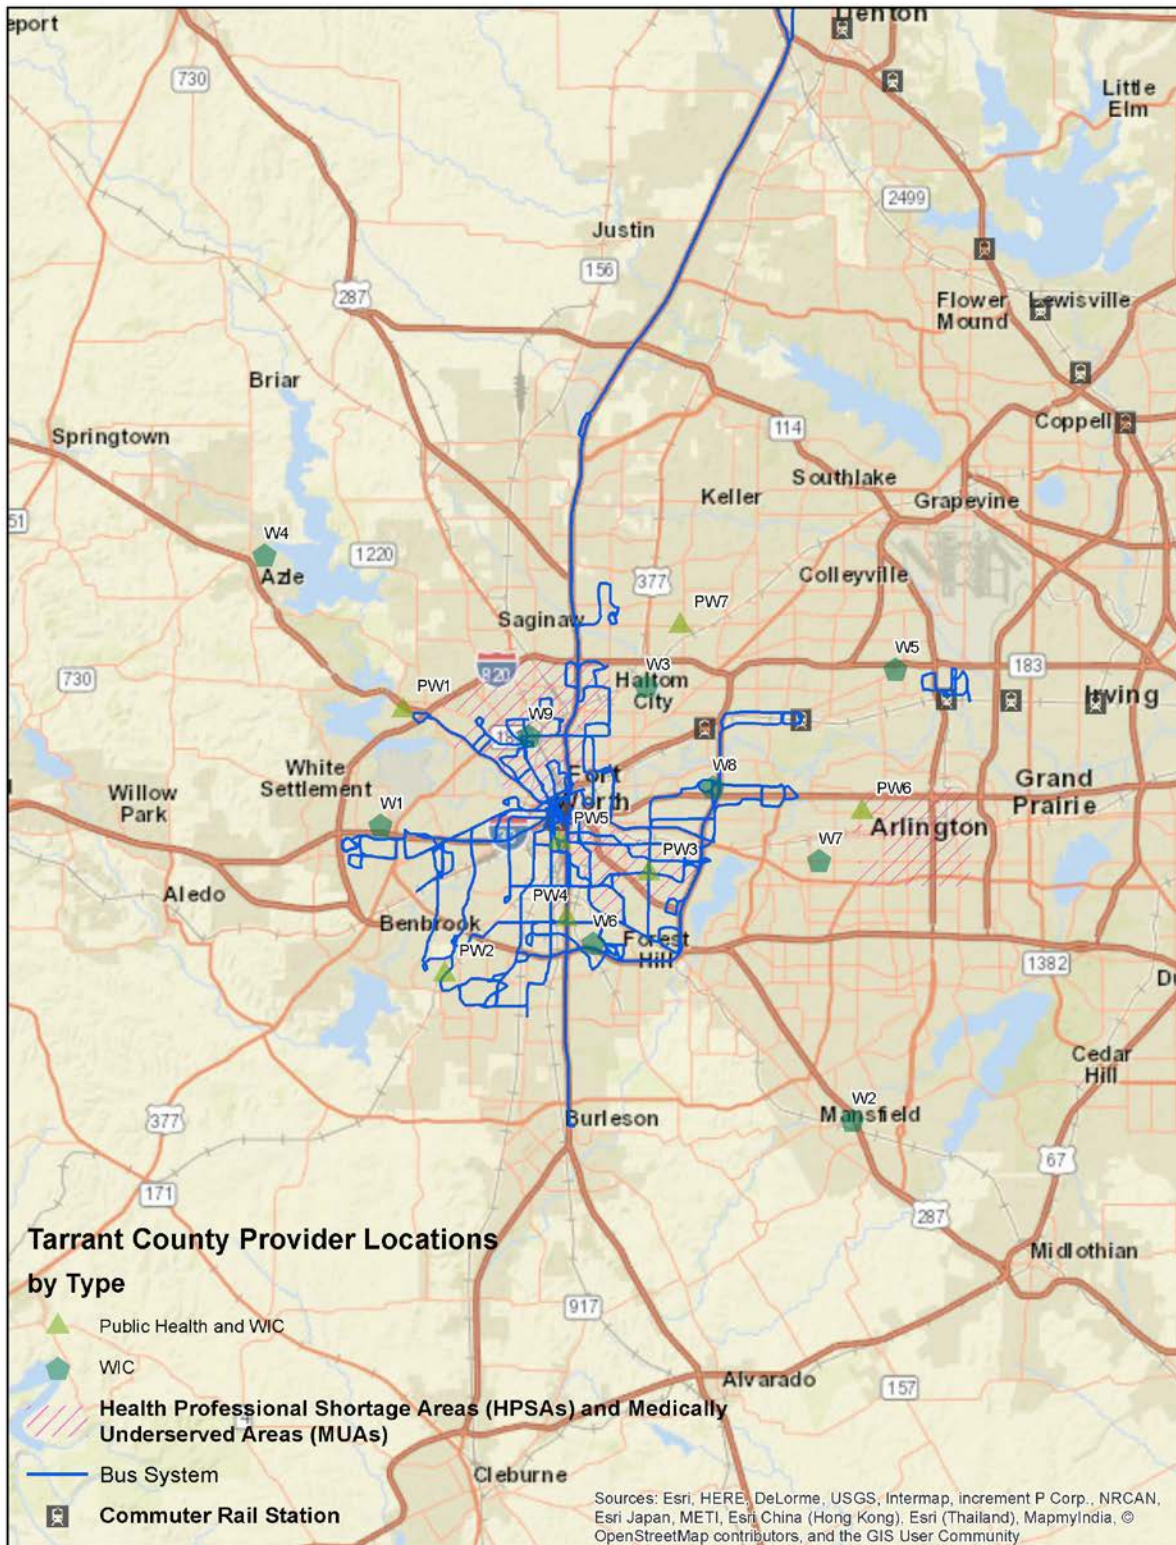 eport
Denton
730
Little
Elm
2499
Justin
156
287
Flower
Mound
Lewisville
Briar
Coppell
114
Springtown
Southlake
Keller
Grapevine
51
W4
1220
Azle
377
Colleyville
PW7
Saginaw
W5
820
W3
183
730
Haltom
City
PW1
Irving
W9
18
White
Settlement
Fort
Worth
W8
Grand
Prairie
Willow
Park
PW6
W1
PW5
Arlington
W7
PW3
Aledo
PW4
Benbrook
W6
Forest
Hill
PW2
1382
Du
Cedar
Hill
W2
377
Burleson
Mansfield
67
171
287
Tarrant County Provider Locations
Midlothian
by Type
917
Public Health and WIC
WIC
Alvarado
157
Health Professional Shortage Areas (HPSAs) and Medically
Underserved Areas (MUAs)
Bus System
Cleburne
Commuter Rail Station
Sources: Esri, HERE, DeLorme, USGS, Intermap, increment P Corp., NRCAN,
Esri Japan, METI, Esri China (Hong Kong), Esri (Thailand), MapmyIndia, ©
OpenStreetMap contributors, and the GIS User Community